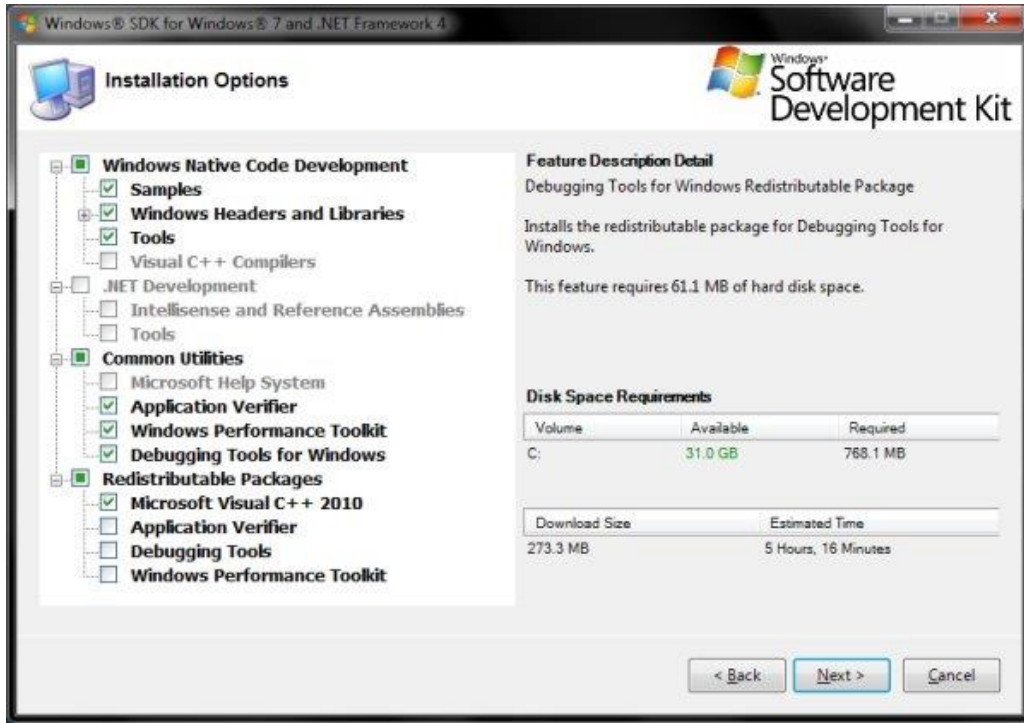 Windows® SDK for Windows® 7 and .NET Framework 4
Installation Options
Windows®
Software
Development Kit
Windows Native Code Development
Samples
Windows Headers and Libraries
Tools
Visual C++ Compilers
.NET Development
Intellisense and Reference Assemblies
Tools
Common Utilities
Microsoft Help System
Application Verifier
Windows Performance Toolkit
Debugging Tools for Windows
Redistributable Packages
Microsoft Visual C++ 2010
Application Verifier
Debugging Tools
Windows Performance Toolkit
Feature Description Detail
Debugging Tools for Windows Redistributable Package
Installs the redistributable package for Debugging Tools for
Windows.
This feature requires 61.1 MB of hard disk space.
Disk Space Requirements
Volume Available Required
C: 31.0 GB 768.1 MB
Download Size Estimated Time
273.3 MB 5 Hours, 16 Minutes
< Back Next > Cancel